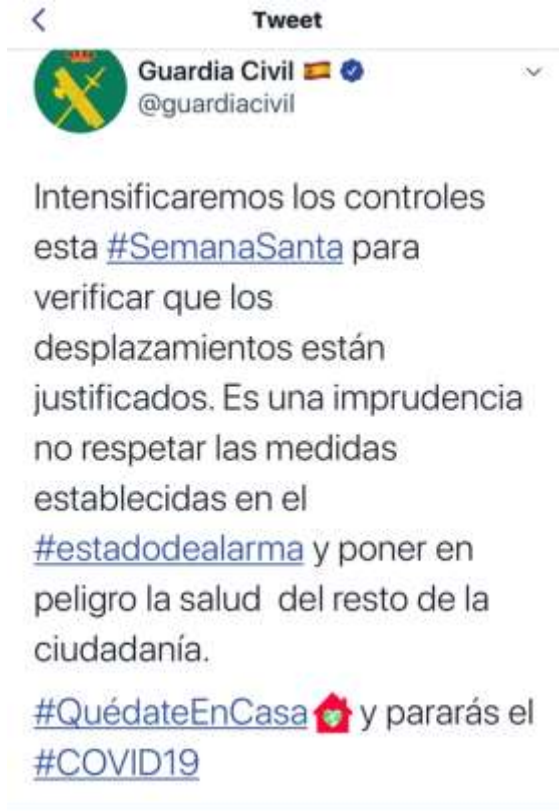 Tweet
Guardia Civil 🇪🇸
@guardiacivil
Intensificaremos los controles
esta #SemanaSanta para
verificar que los
desplazamientos están
justificados. Es una imprudencia
no respetar las medidas
establecidas en el
#estadodealarma y poner en
peligro la salud  del resto de la
ciudadanía.
#QuédateEnCasa y pararás el
#COVID19